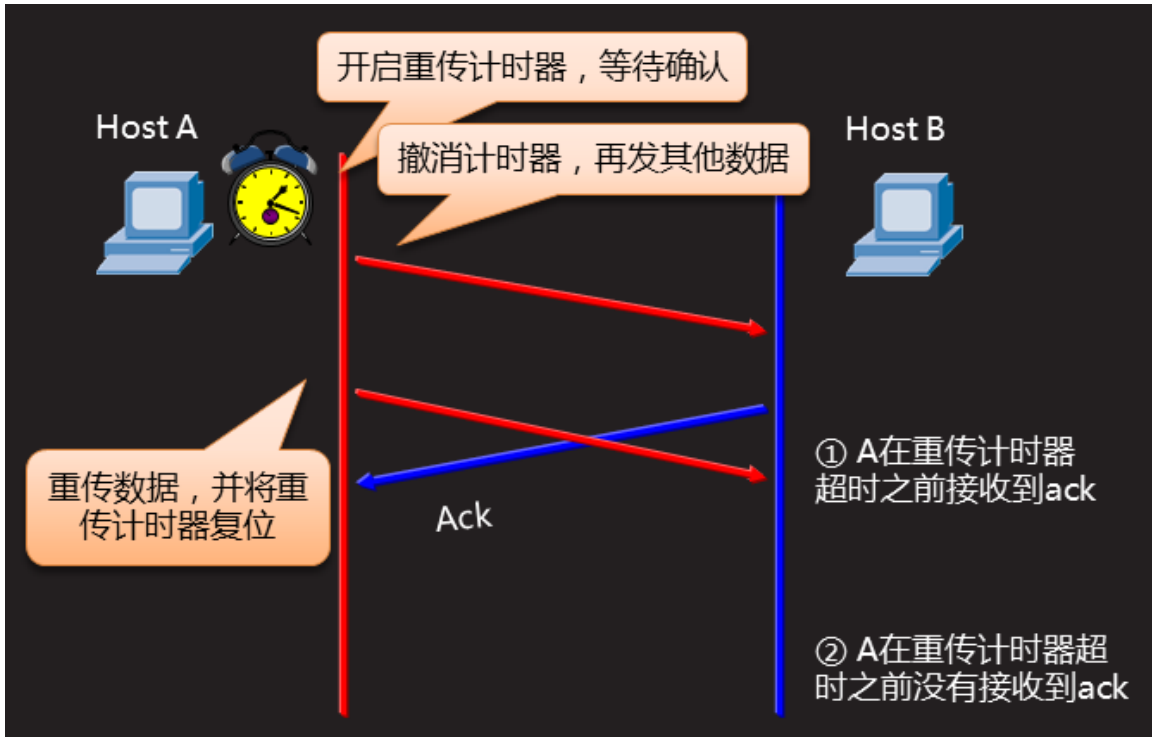 开启重传计时器，等待确认
Host A
Host B
撤消计时器，再发其他数据
重传数据，并将重
传计时器复位
Ack
① A在重传计时器
超时之前接收到ack
② A在重传计时器超
时之前没有接收到ack